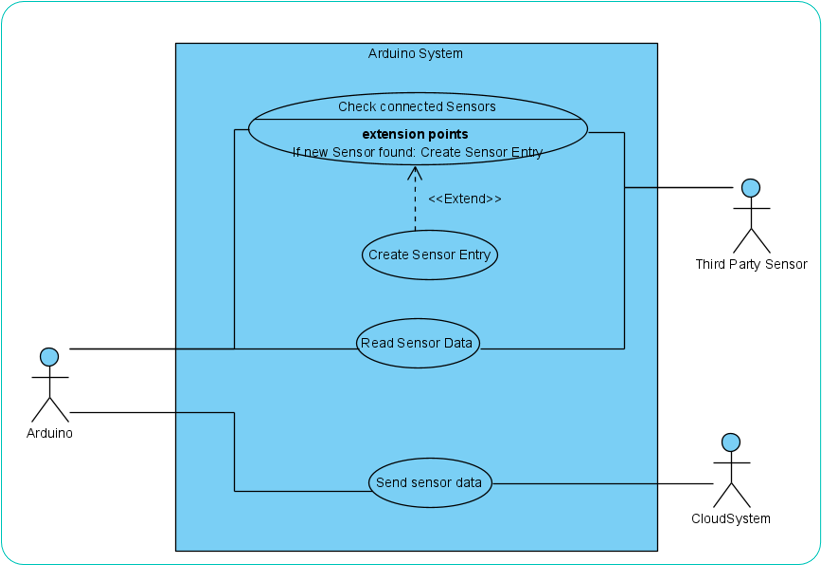 Arduino System
Check connected Sensors
extension points
If new Sensor found: Create Sensor Entry
<<Extend>>
Create Sensor Entry
Third Party Sensor
Read Sensor Data
Arduino
Send sensor data
CloudSystem